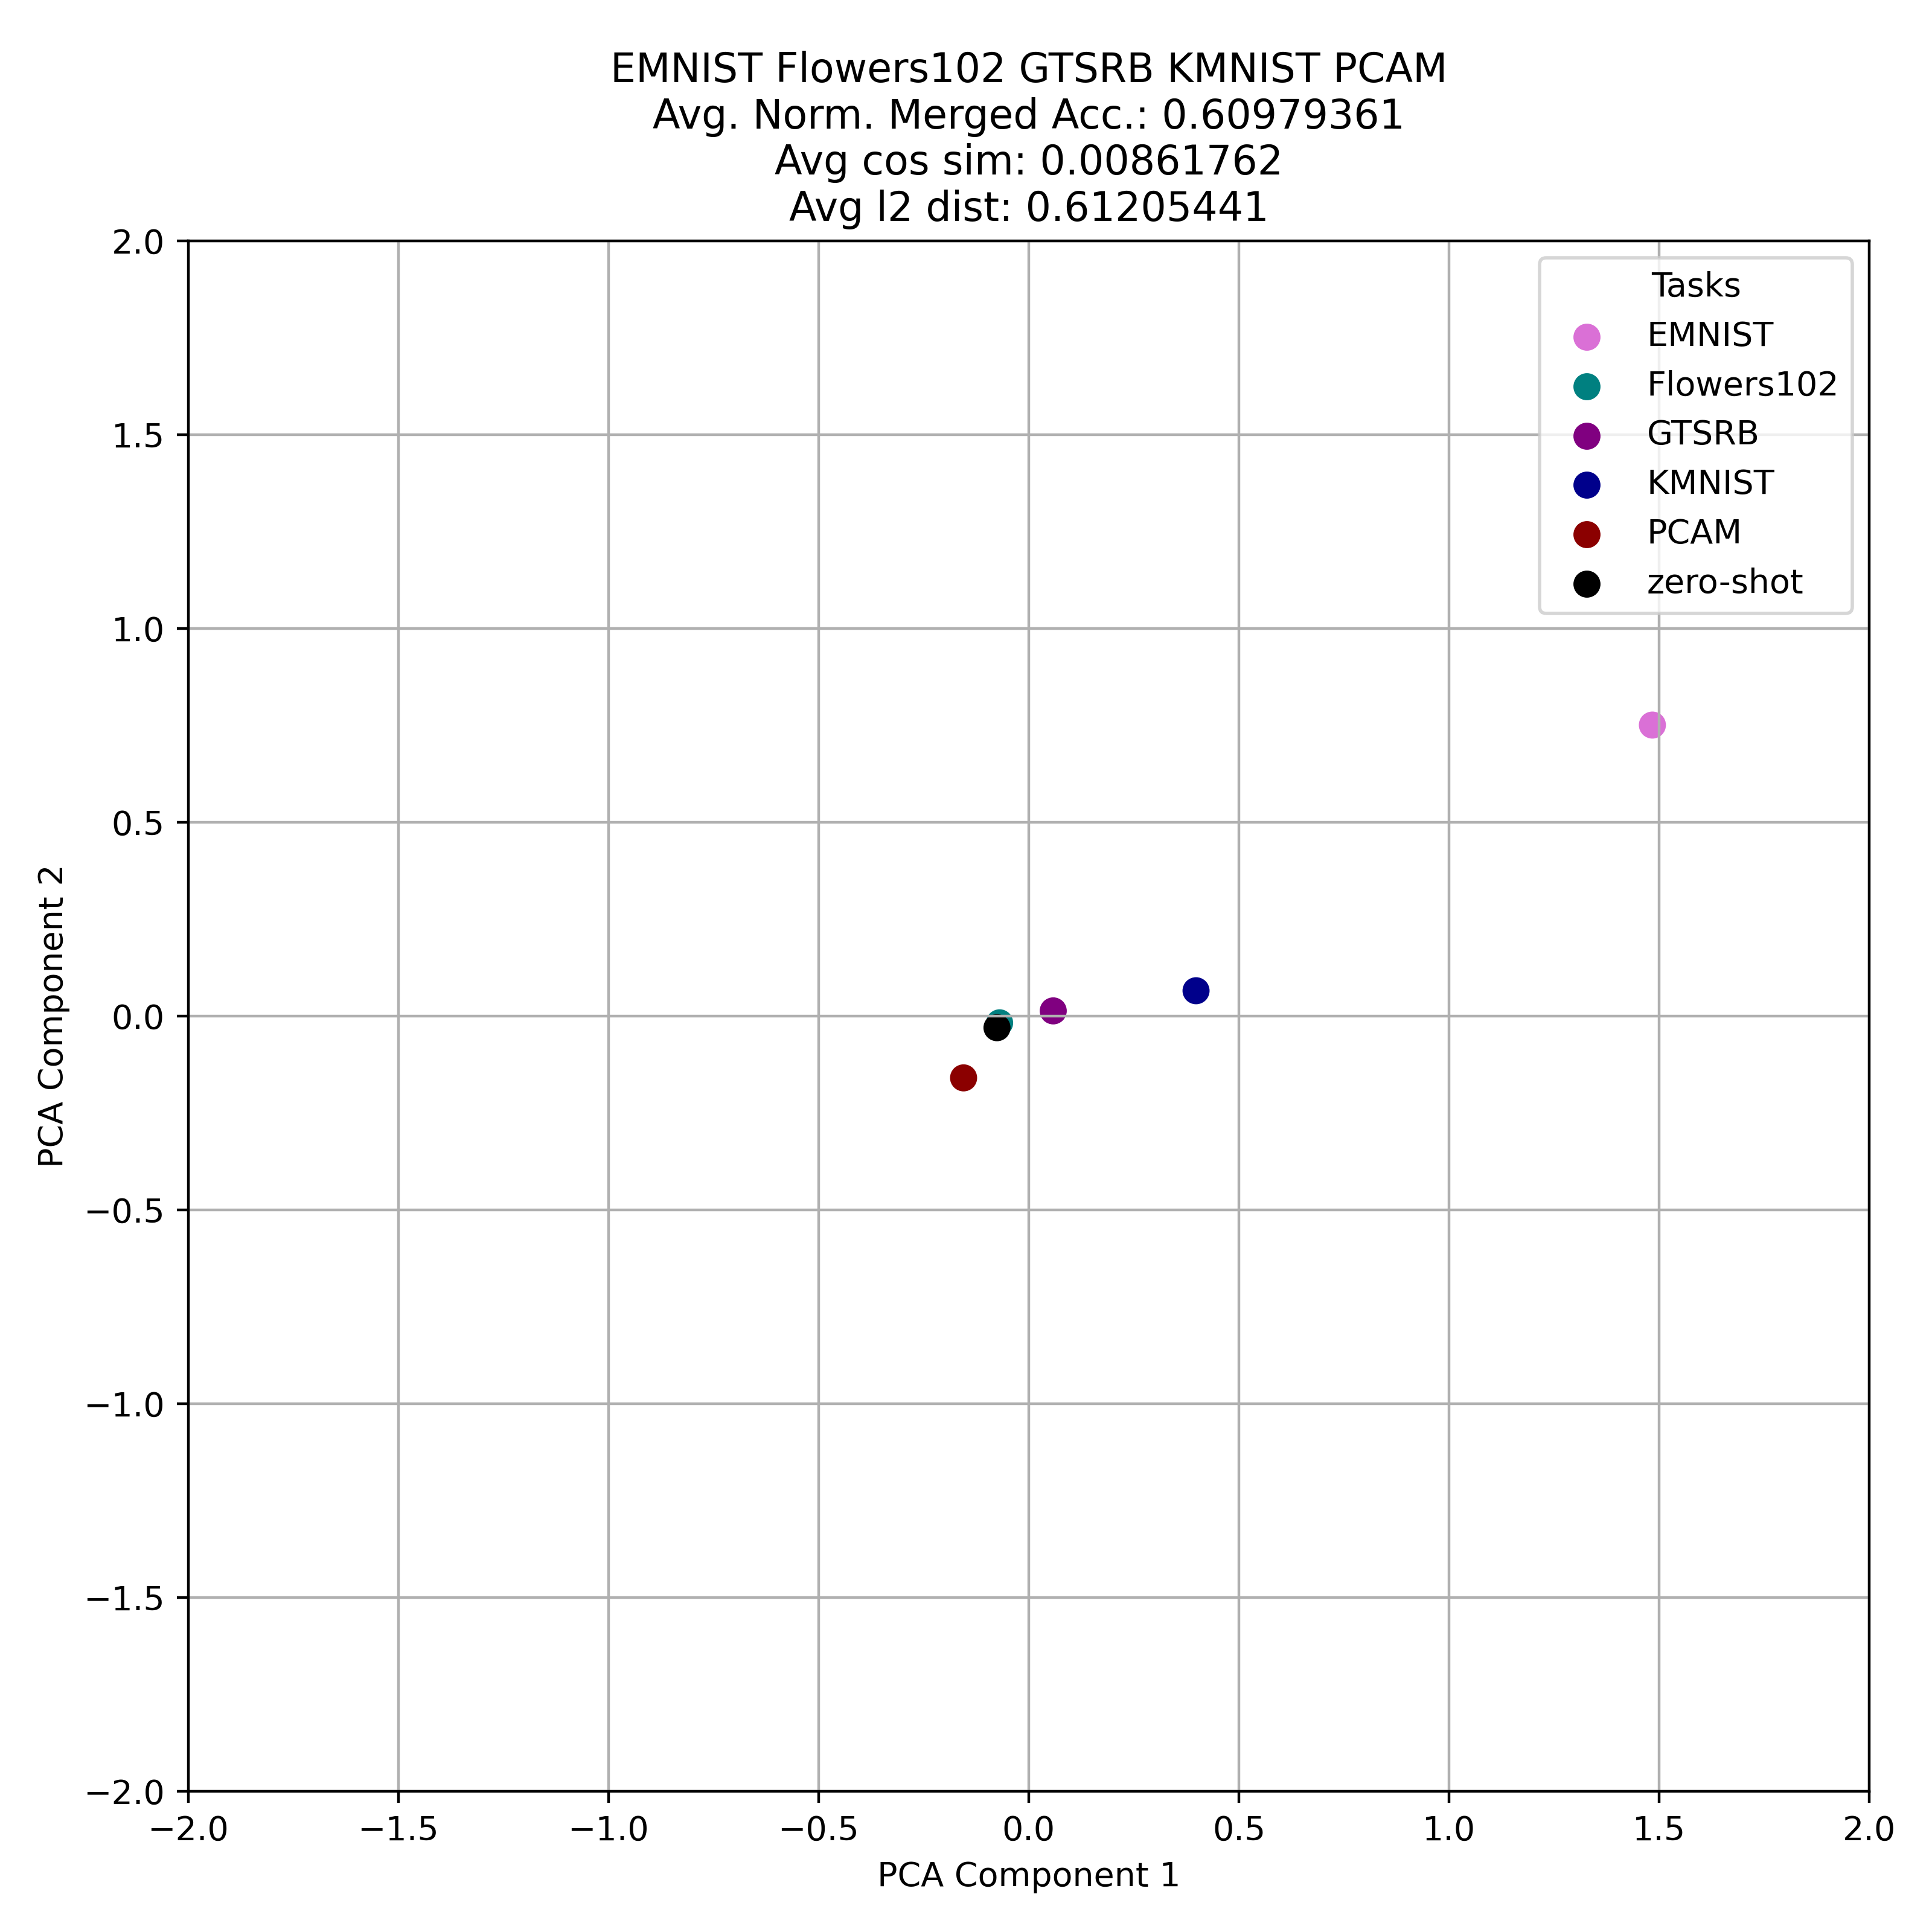 EMNIST Flowers102 GTSRB KMNIST PCAM
Avg. Norm. Merged Acc.: 0.60979361
Avg cos sim: 0.00861762
Avg l2 dist: 0.61205441
Tasks
EMNIST
Flowers102
GTSRB
KMNIST
PCAM
zero-shot
PCA Component 2
2.0
1.5
1.0
0.5
0.0
−0.5
−1.0
−1.5
−2.0
−2.0 −1.5 −1.0 −0.5 0.0 0.5 1.0 1.5 2.0
PCA Component 1